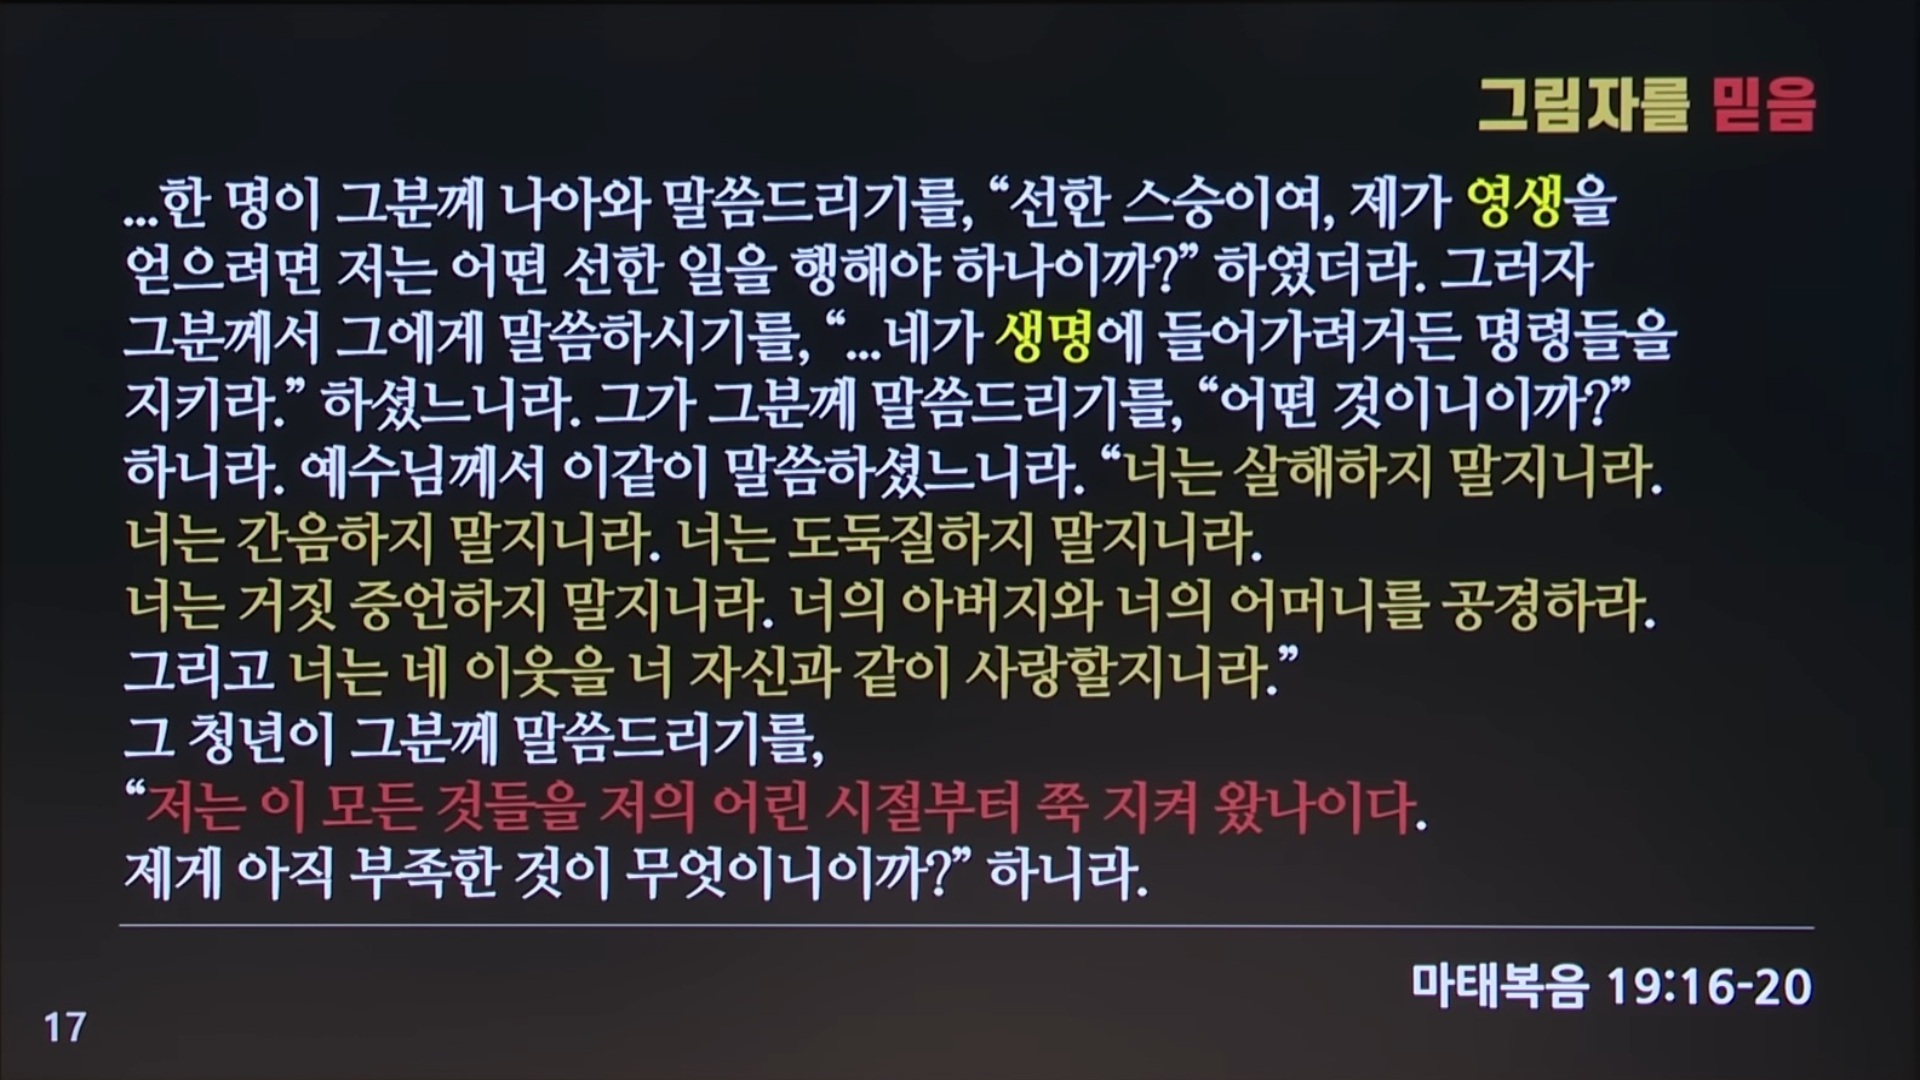 그림자를 믿음
...한 명이 그분께 나아와 말씀드리기를, “선한 스승이여, 제가 영생을
얻으려면 저는 어떤 선한 일을 행해야 하나이까?” 하였더라. 그러자
그분께서 그에게 말씀하시기를, “...네가 생명에 들어가려거든 명령들을
지키라.” 하셨느니라. 그가 그분께 말씀드리기를, “어떤 것이니이까?”
하니라. 예수님께서 이같이 말씀하셨느니라. “너는 살해하지 말지니라.
너는 간음하지 말지니라. 너는 도둑질하지 말지니라.
너는 거짓 증언하지 말지니라. 너의 아버지와 너의 어머니를 공경하라.
그리고 너는 네 이웃을 너 자신과 같이 사랑할지니라.”
그 청년이 그분께 말씀드리기를,
“저는 이 모든 것들을 저의 어린 시절부터 쭉 지켜 왔나이다.
제게 아직 부족한 것이 무엇이니이까?” 하니라.
마태복음 19:16-20
17